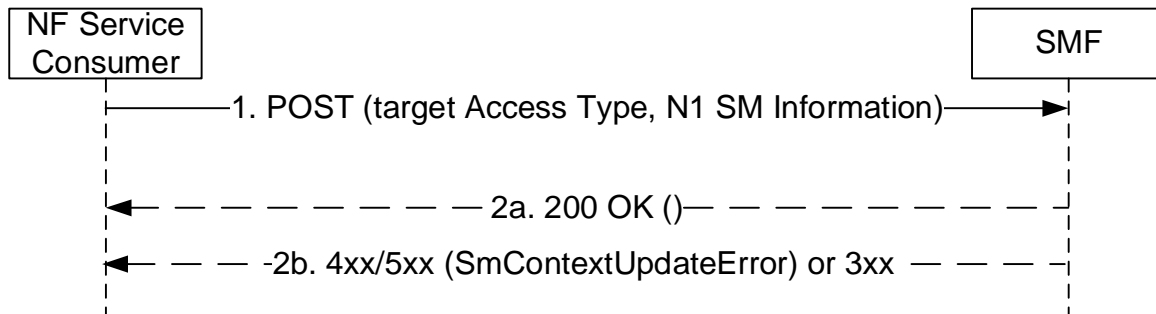 NF Service
Consumer
SMF
1. POST (target Access Type, N1 SM Information)
2a. 200 OK ()
2b. 4xx/5xx (SmContextUpdateError) or 3xx